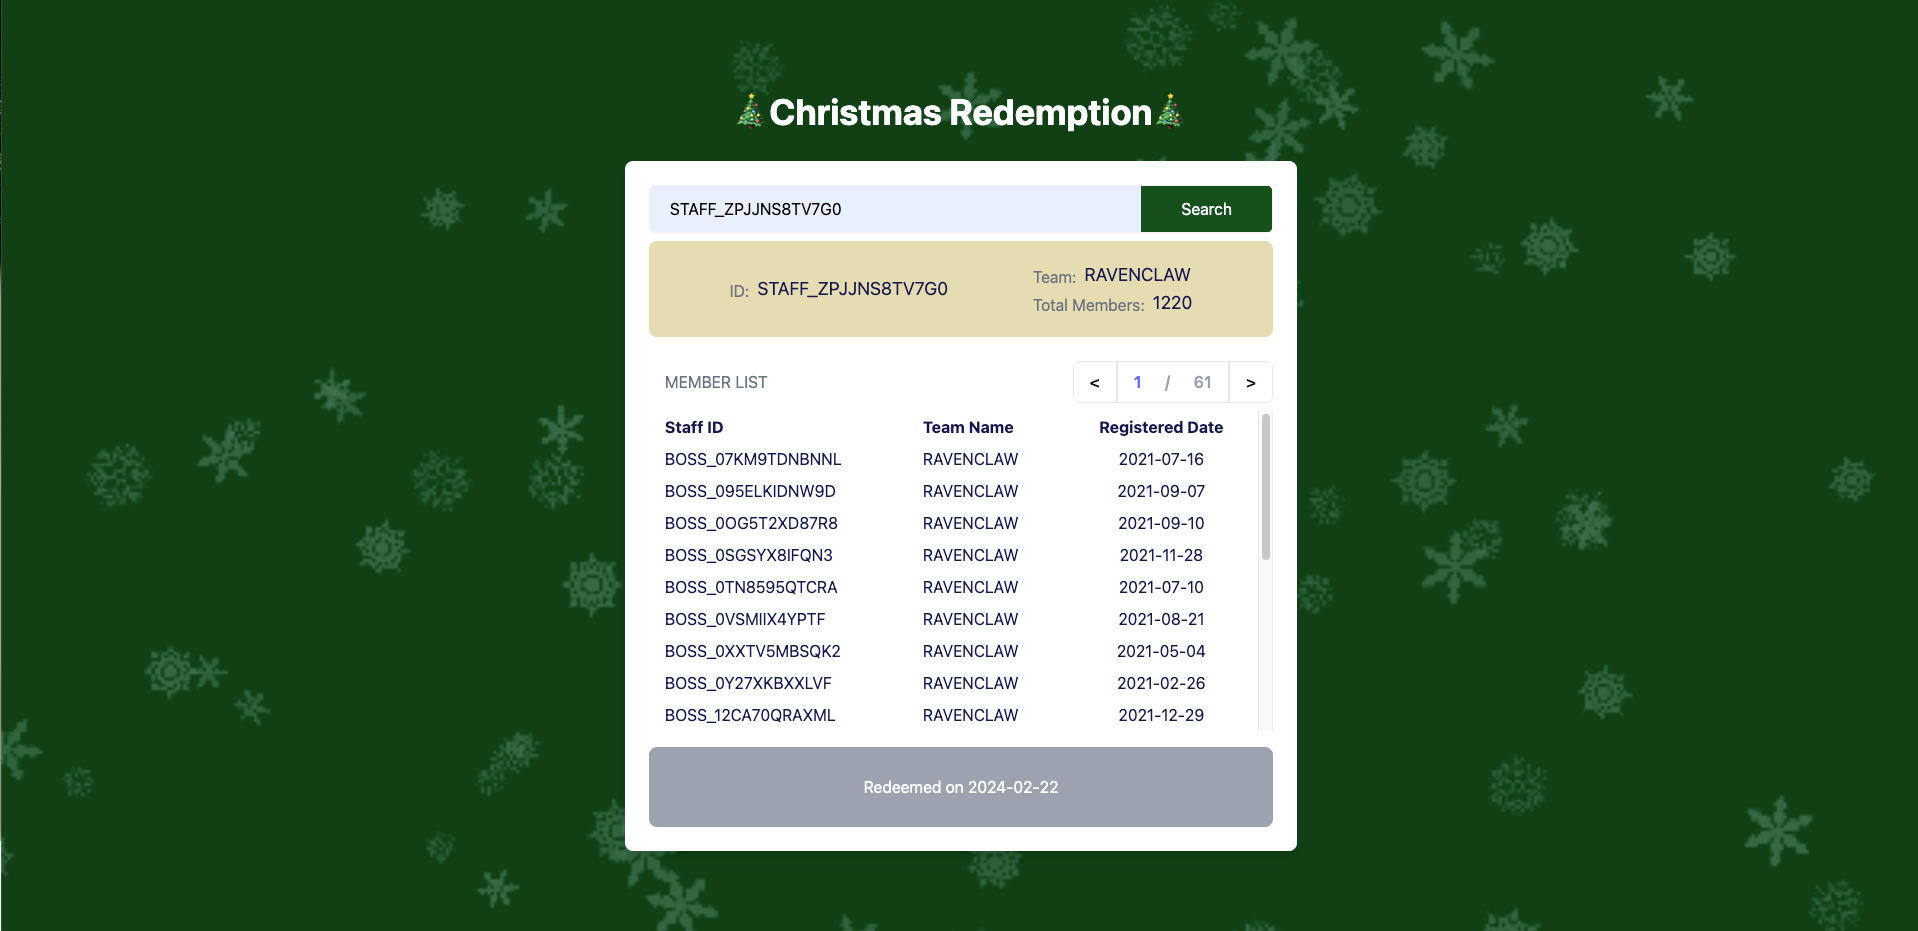 🎄Christmas Redemption🎄
STAFF_ZPJJNS8TV7G0 Search
ID: STAFF_ZPJJNS8TV7G0
Team: RAVENCLAW
Total Members: 1220
MEMBER LIST < 1 / 61 >
Staff ID Team Name Registered Date
BOSS_07KM9TDNBNNL RAVENCLAW 2021-07-16
BOSS_095ELKIDNW9D RAVENCLAW 2021-09-07
BOSS_0OG5T2XD87R8 RAVENCLAW 2021-09-10
BOSS_0SGSYX8IFQN3 RAVENCLAW 2021-11-28
BOSS_0TN8595QTCRA RAVENCLAW 2021-07-10
BOSS_0VSMIIX4YPTF RAVENCLAW 2021-08-21
BOSS_0XXTV5MBSQK2 RAVENCLAW 2021-05-04
BOSS_0Y27XKBXXLVF RAVENCLAW 2021-02-26
BOSS_12CA70QRAXML RAVENCLAW 2021-12-29
Redeemed on 2024-02-22